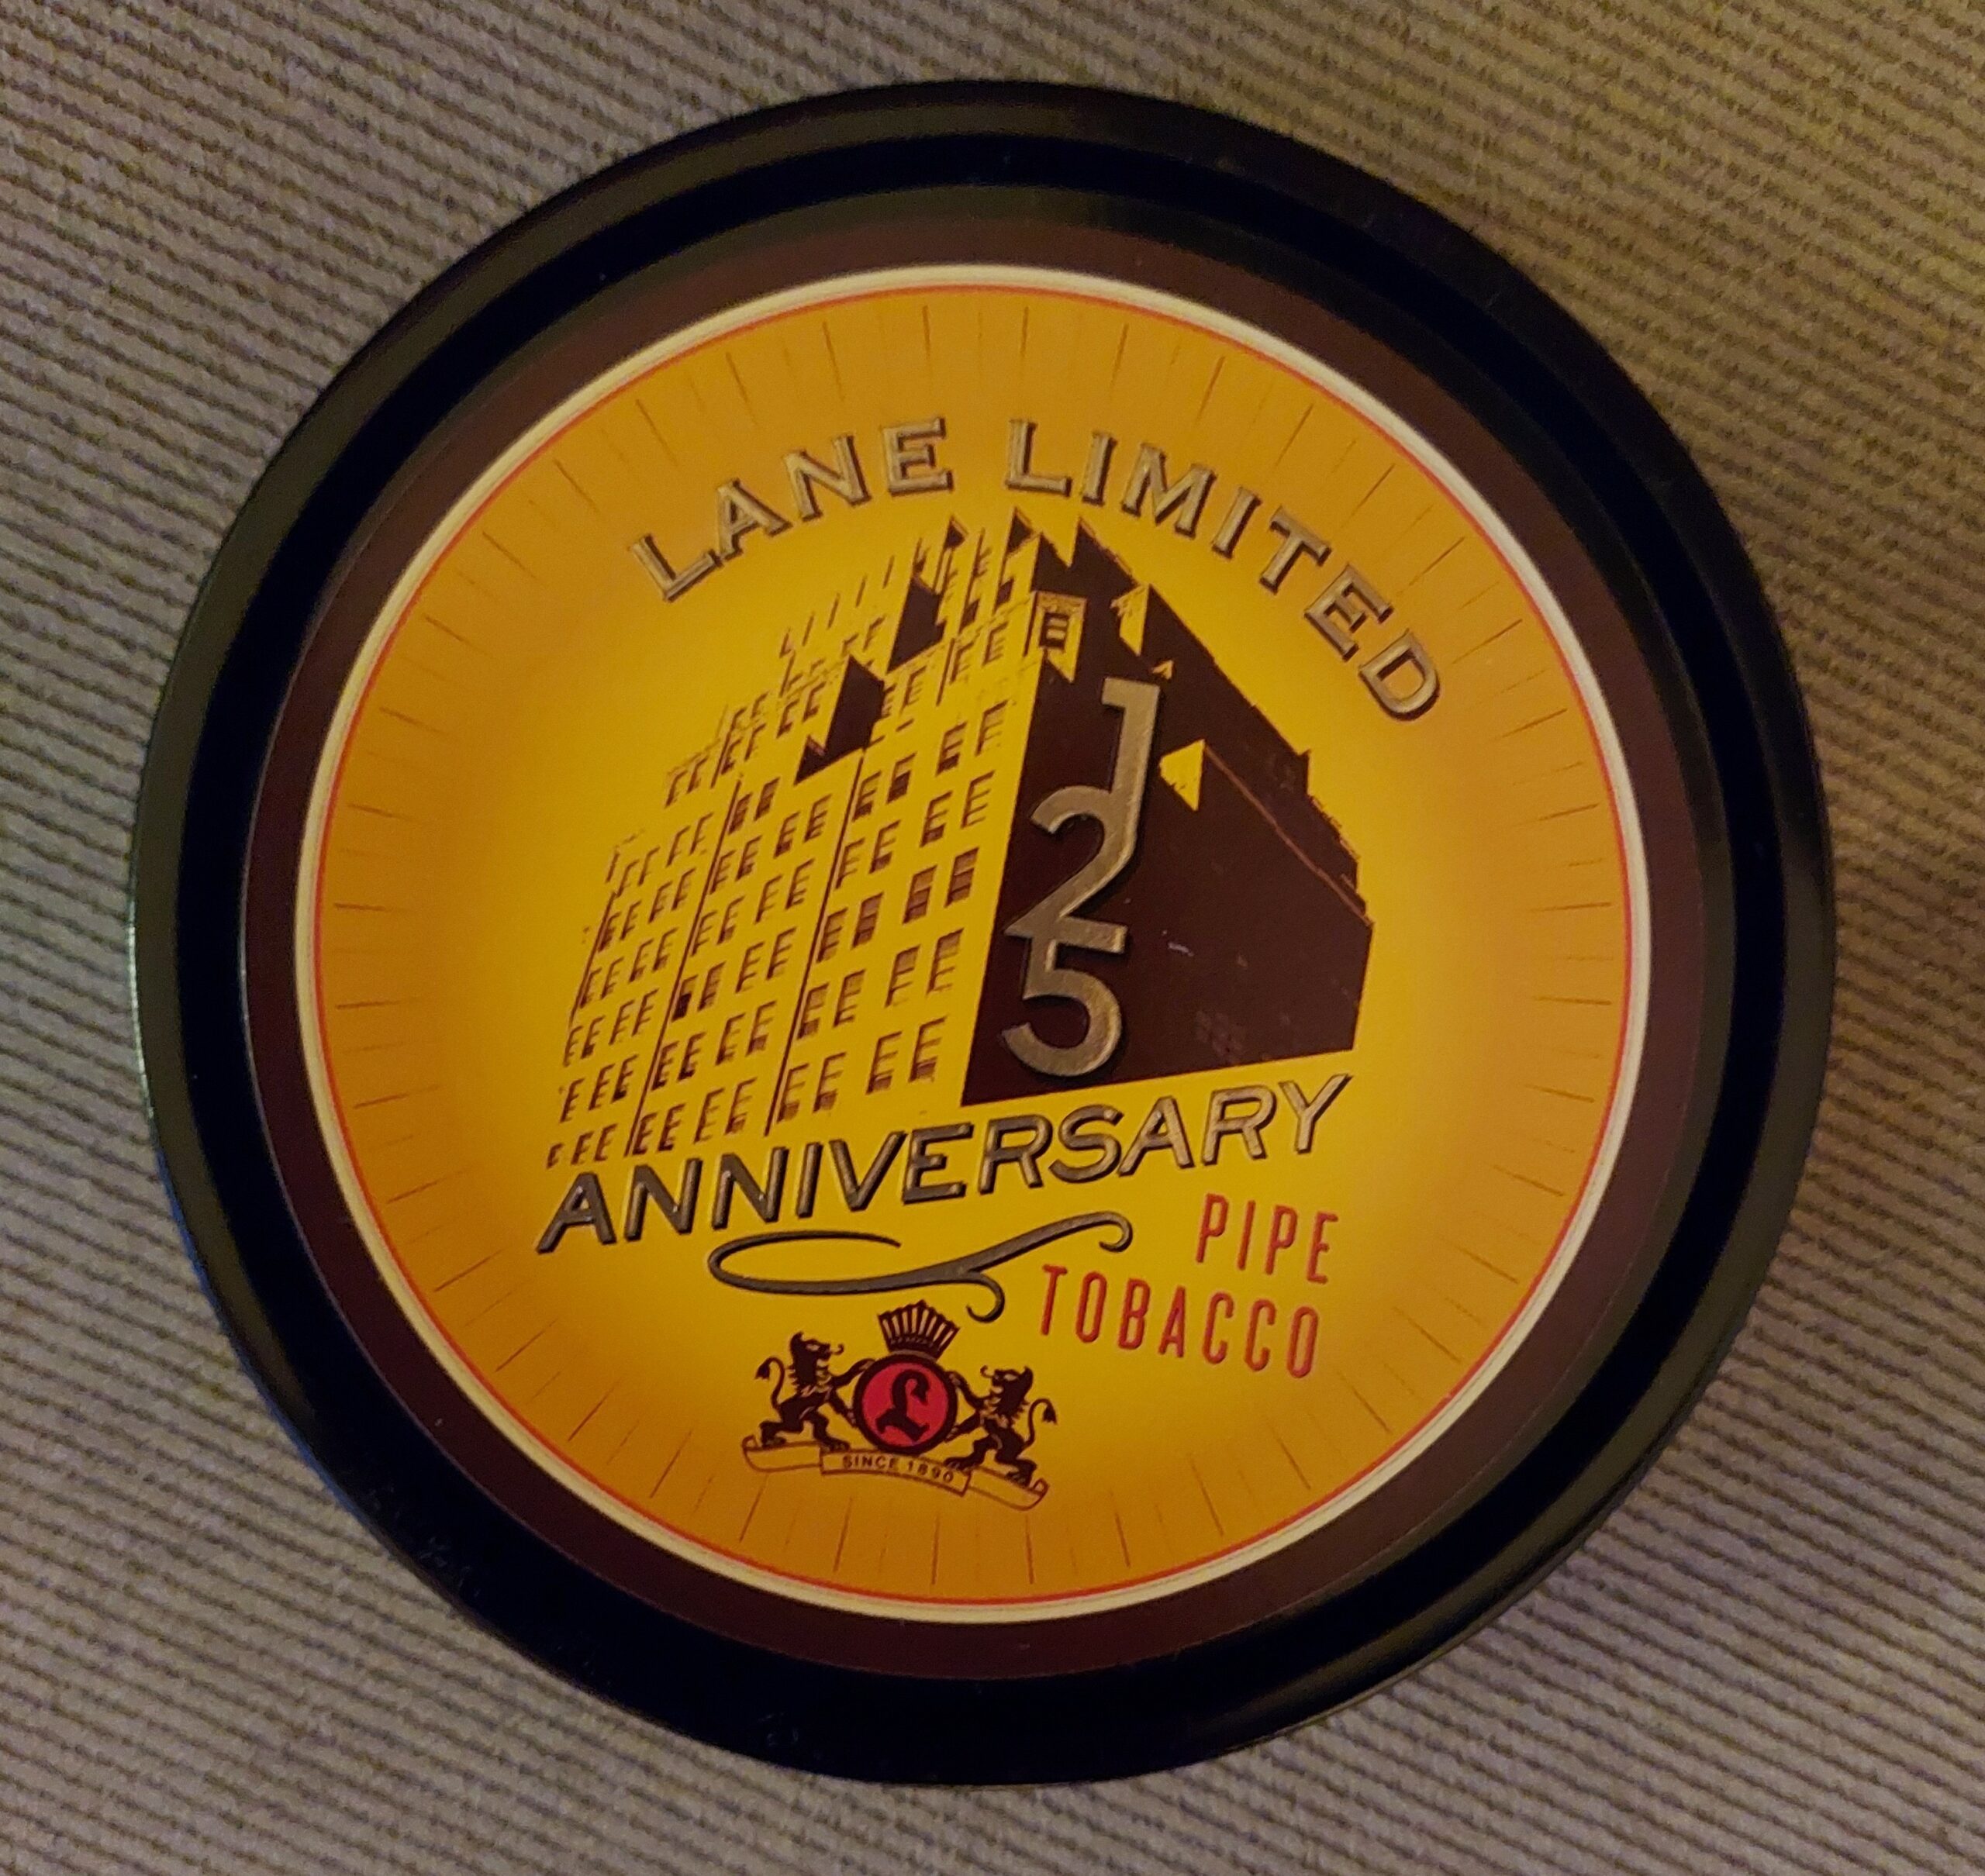 LANE LIMITED
125
ANNIVERSARY
PIPE
TOBACCO
L
SINCE 1890